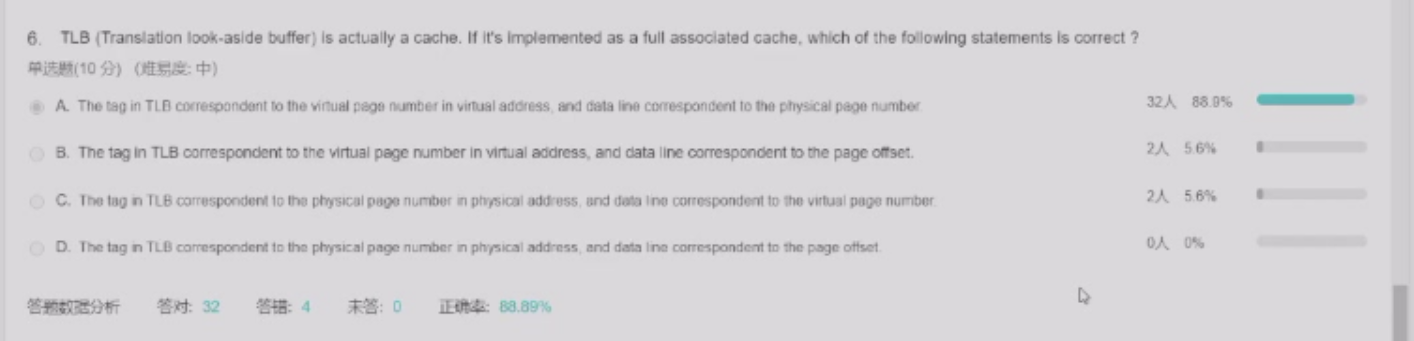 6. TLB (Translation look-aside buffer) is actually a cache. If it's implemented as a full associated cache, which of the following statements is correct ?
单选题(10 分) (难易度: 中)
A. The tag in TLB correspondent to the virtual page number in virtual address, and data line correspondent to the physical page number
32人 88.9%
B. The tag in TLB correspondent to the virtual page number in virtual address, and data line correspondent to the page offset.
2人 5.6%
C. The tag in TLB correspondent to the physical page number in physical address, and data line correspondent to the virtual page number
2人 5.6%
D. The tag in TLB correspondent to the physical page number in physical address, and data line correspondent to the page offset.
0人 0%
答题数据分析 答对: 32 答错: 4 未答: 0 正确率: 88.89%